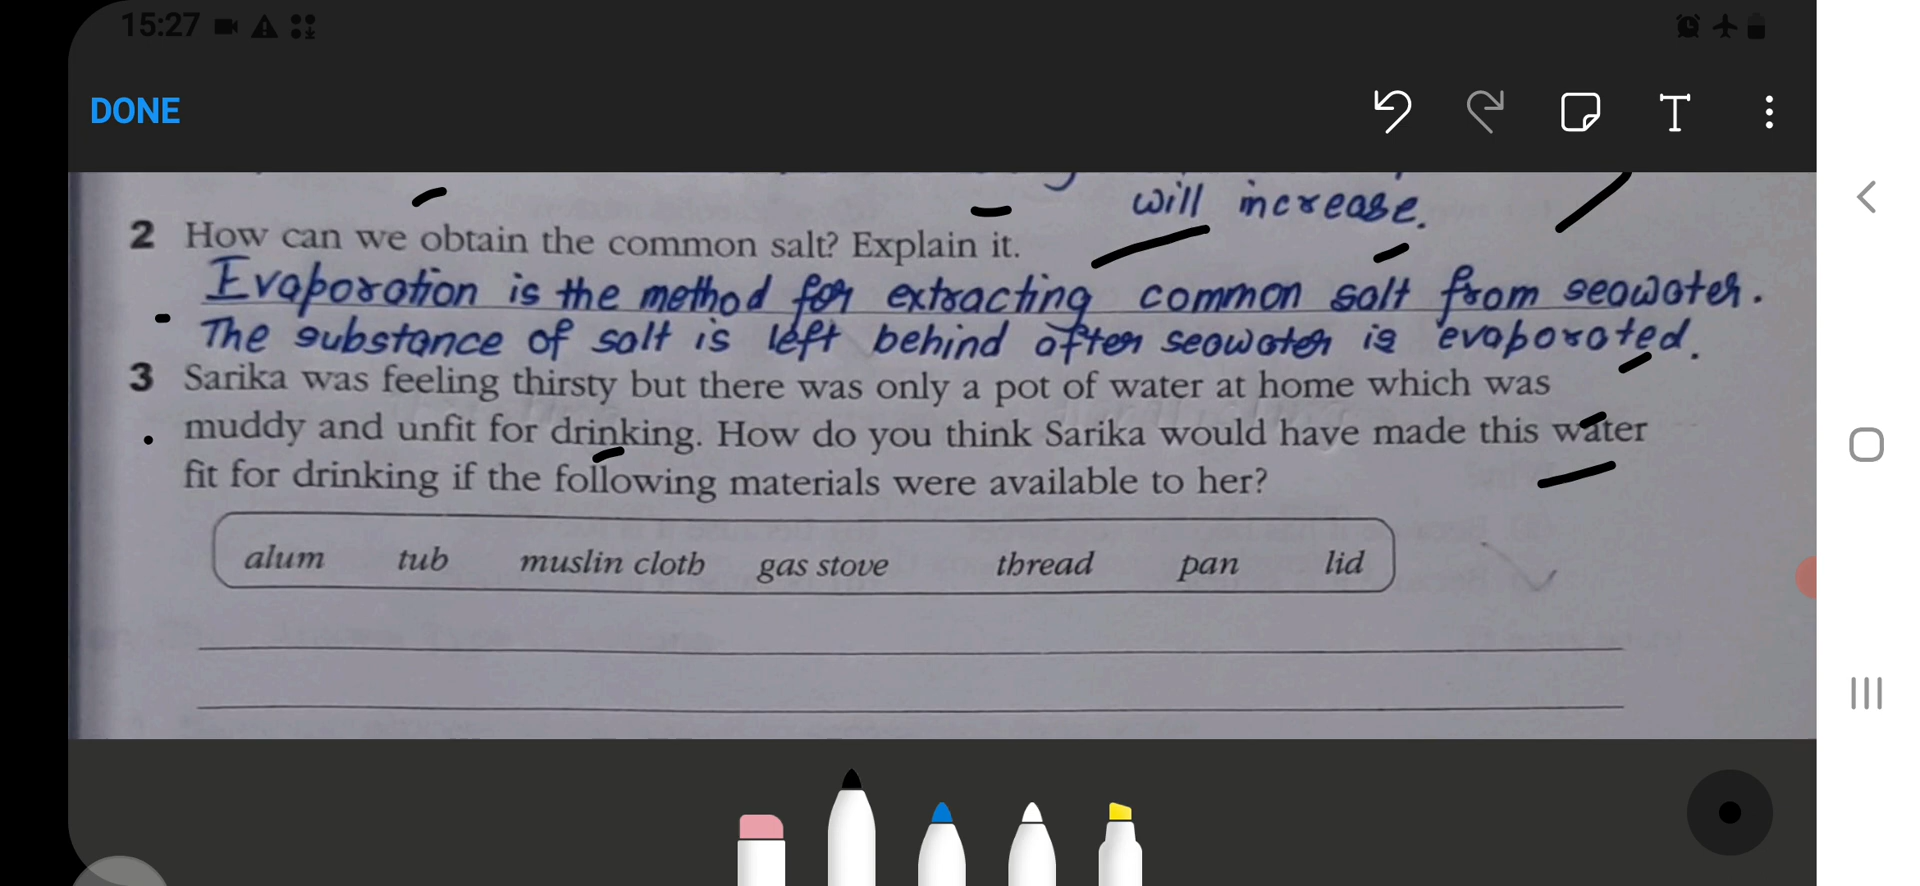 15:27
DONE
T
will increase.
2 How can we obtain the common salt? Explain it.
Evaporation is the method for extracting common salt from seawater.
The substance of salt is left behind after seawater is evaporated.
3 Sarika was feeling thirsty but there was only a pot of water at home which was
muddy and unfit for drinking. How do you think Sarika would have made this water
fit for drinking if the following materials were available to her?
alum tub muslin cloth gas stove thread pan lid